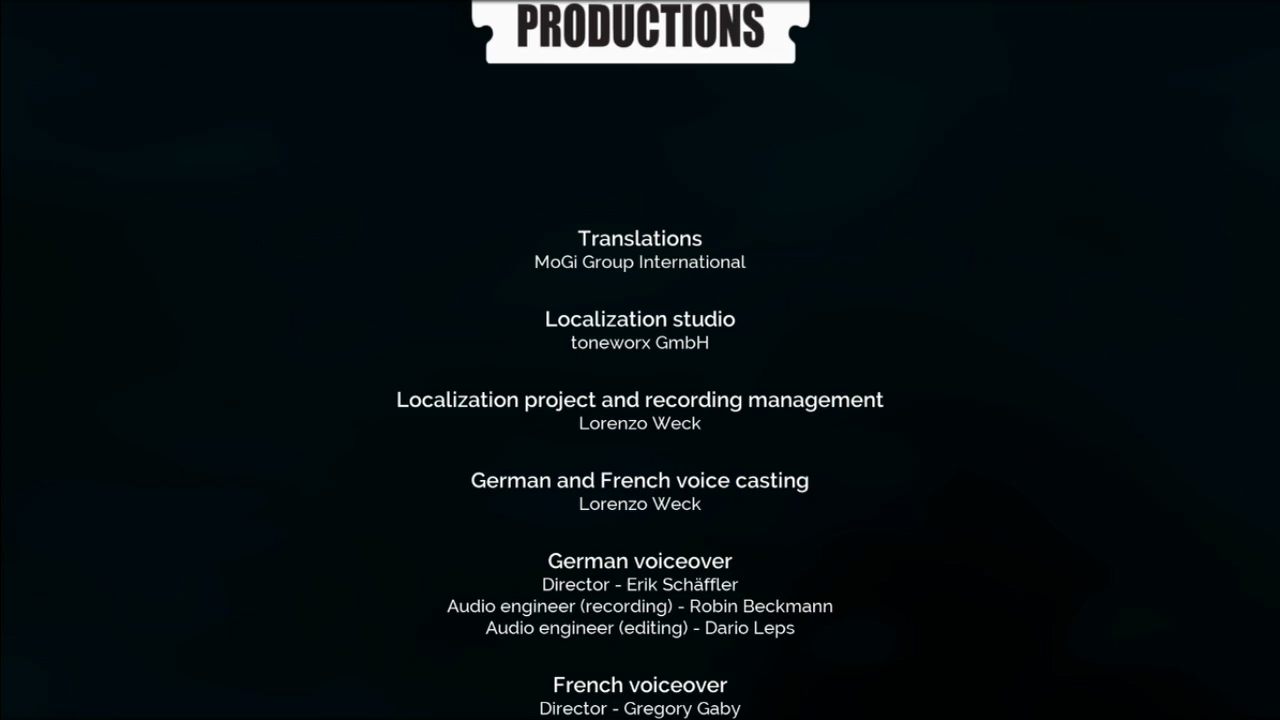 PRODUCTIONS
Translations
MoGi Group International
Localization studio
toneworx GmbH
Localization project and recording management
Lorenzo Weck
German and French voice casting
Lorenzo Weck
German voiceover
Director - Erik Schäffler
Audio engineer (recording) - Robin Beckmann
Audio engineer (editing) - Dario Leps
French voiceover
Director - Gregory Gaby